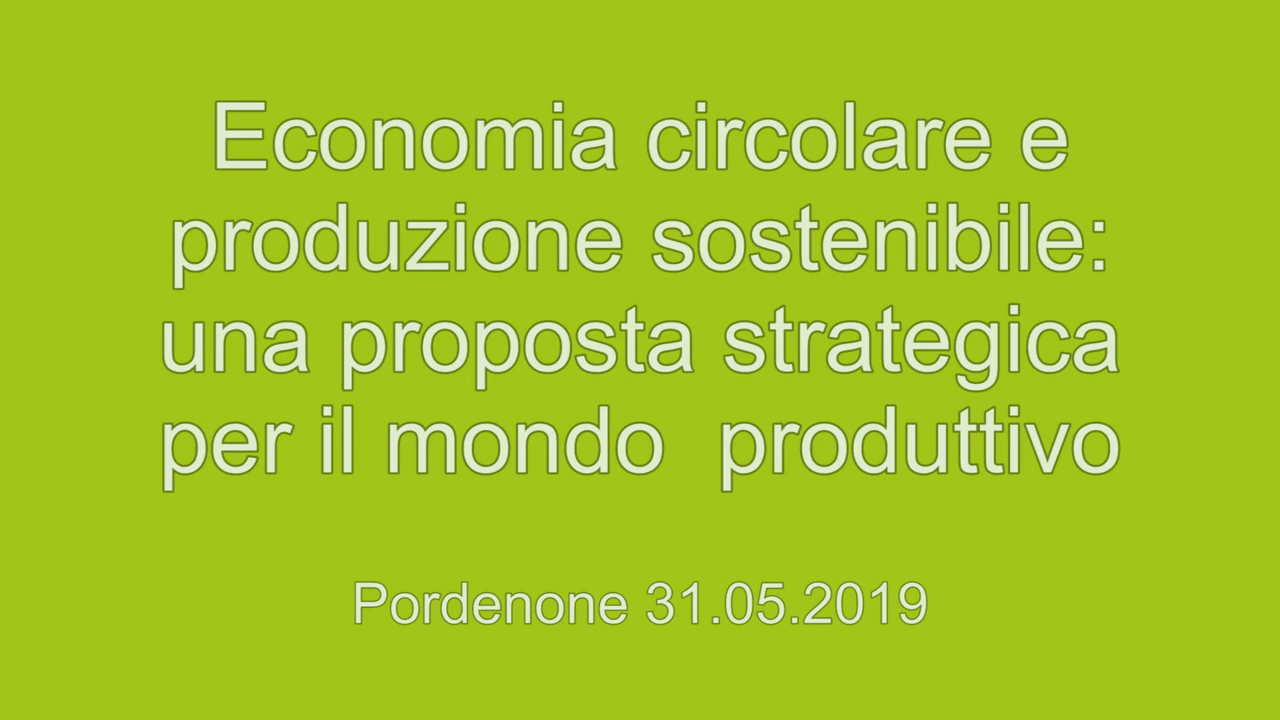 Economia circolare e
produzione sostenibile:
una proposta strategica
per il mondo  produttivo
Pordenone 31.05.2019